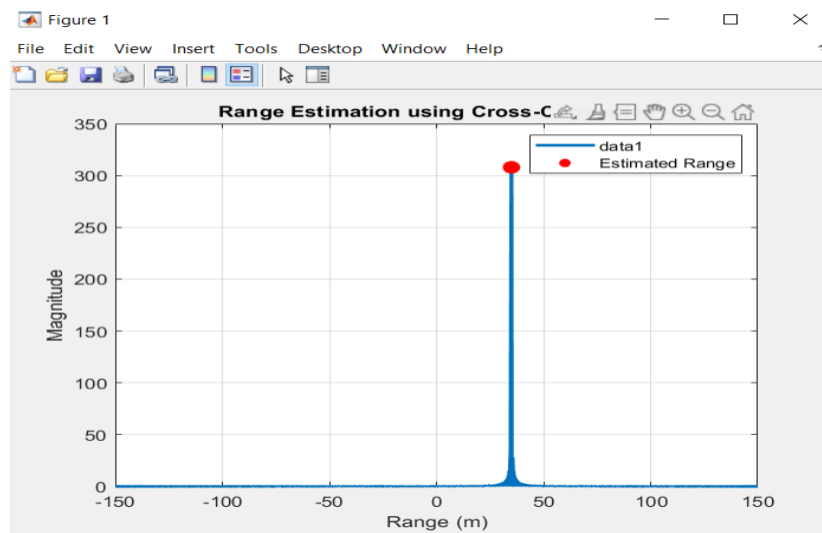 Figure 1
File Edit View Insert Tools Desktop Window Help
Range Estimation using Cross-C
data1
Estimated Range
350
300
250
200
150
100
50
0
Magnitude
-150 -100 -50 0 50 100 150
Range (m)